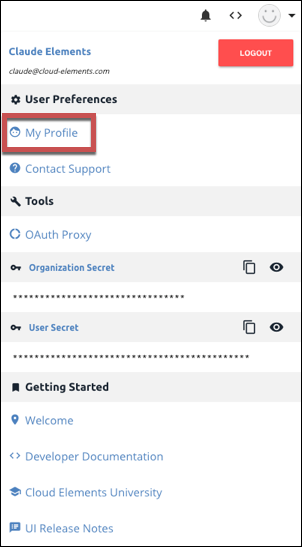 Claude Elements
LOGOUT
claude@cloud-elements.com
User Preferences
My Profile
Contact Support
Tools
OAuth Proxy
Organization Secret
*********************************
User Secret
*********************************************
Getting Started
Welcome
Developer Documentation
Cloud Elements University
UI Release Notes